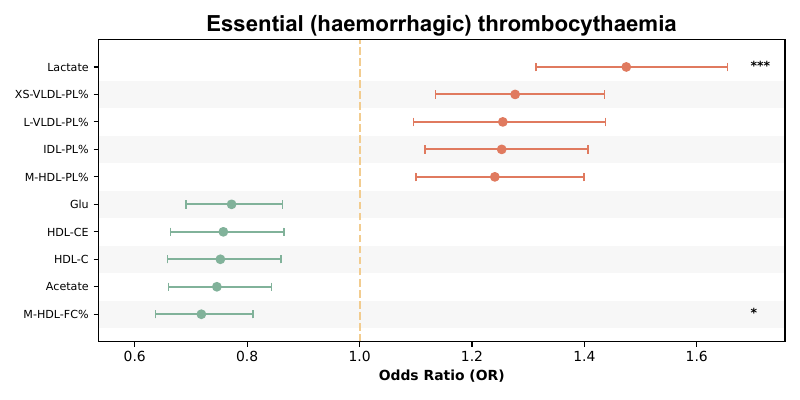 Essential (haemorrhagic) thrombocythaemia
Lactate ***
XS-VLDL-PL%
L-VLDL-PL%
IDL-PL%
M-HDL-PL%
Glu
HDL-CE
HDL-C
Acetate
M-HDL-FC% *
0.6 0.8 1.0 1.2 1.4 1.6
Odds Ratio (OR)